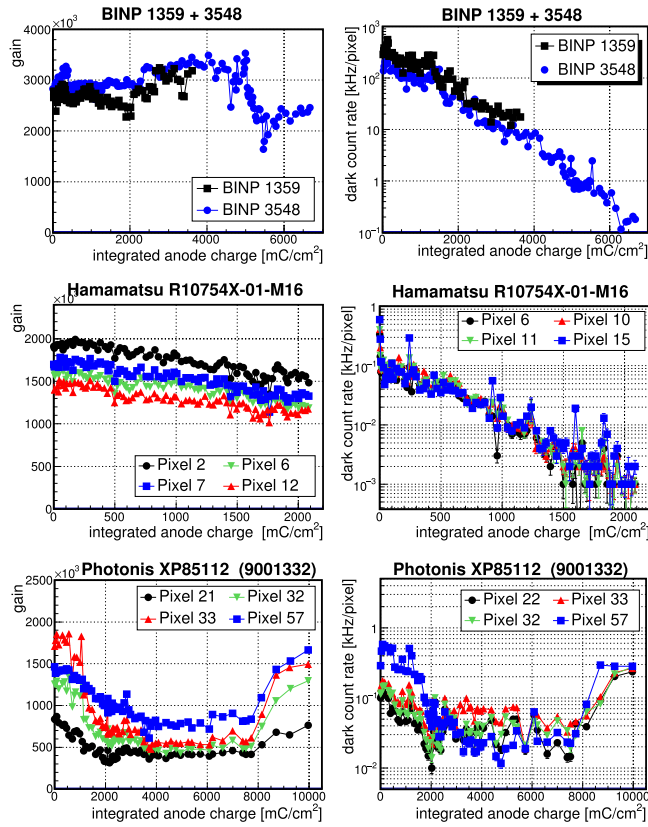 BINP 1359 + 3548
×10³
gain
4000
3000
2000
1000
0
0 2000 4000 6000
integrated anode charge [mC/cm²]
BINP 1359
BINP 3548
BINP 1359 + 3548
dark count rate [kHz/pixel]
10³
10²
10
1
10⁻¹
0 2000 4000 6000
integrated anode charge [mC/cm²]
BINP 1359
BINP 3548
Hamamatsu R10754X-01-M16
gain
2000
1500
1000
500
0
0 500 1000 1500 2000
integrated anode charge [mC/cm²]
Pixel 2 Pixel 6
Pixel 7 Pixel 12
Hamamatsu R10754X-01-M16
dark count rate [kHz/pixel]
1
10⁻¹
10⁻²
10⁻³
0 500 1000 1500 2000
integrated anode charge [mC/cm²]
Pixel 6 Pixel 10
Pixel 11 Pixel 15
Photonis XP85112 (9001332)
×10³
gain
2500
2000
1500
1000
500
0
0 2000 4000 6000 8000 10000
integrated anode charge [mC/cm²]
Pixel 21 Pixel 32
Pixel 33 Pixel 57
Photonis XP85112 (9001332)
dark count rate [kHz/pixel]
1
10⁻¹
10⁻²
0 2000 4000 6000 8000 10000
integrated anode charge [mC/cm²]
Pixel 22 Pixel 33
Pixel 32 Pixel 57